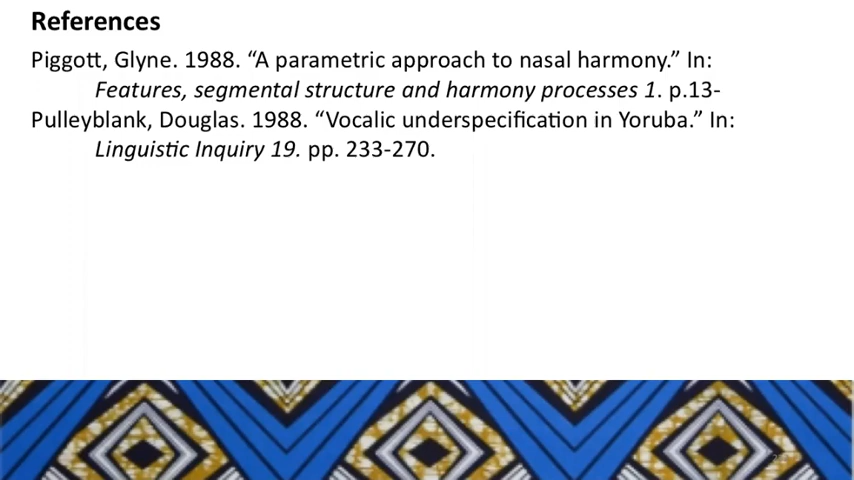 References
Piggott, Glyne. 1988. “A parametric approach to nasal harmony.” In:
Features, segmental structure and harmony processes 1. p.13-
Pulleyblank, Douglas. 1988. “Vocalic underspecification in Yoruba.” In:
Linguistic Inquiry 19. pp. 233-270.